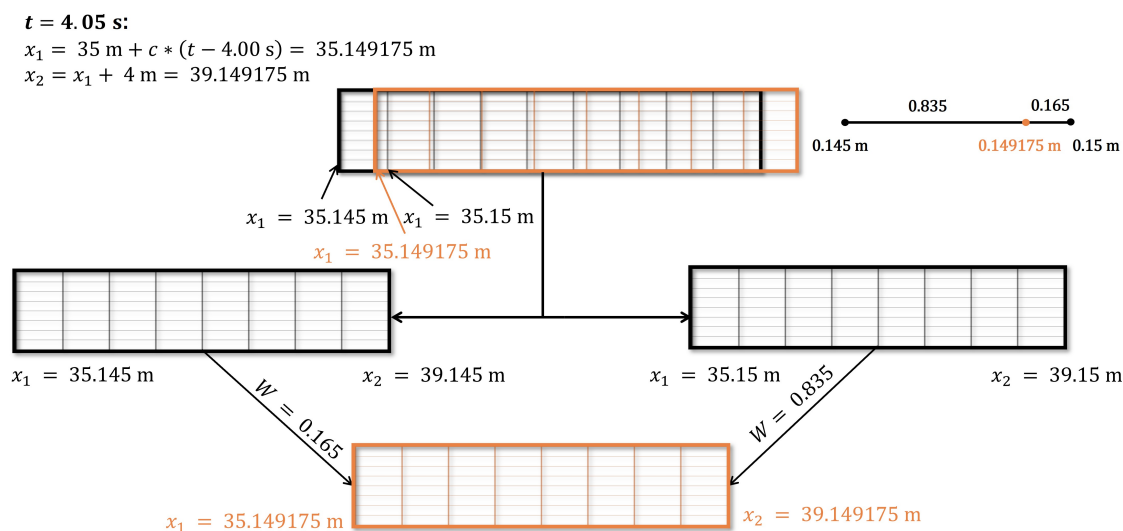 t = 4.05 s:
x₁ = 35 m + c ∗ (t − 4.00 s) = 35.149175 m
x₂ = x₁ + 4 m = 39.149175 m
0.835 0.165
0.145 m 0.149175 m 0.15 m
x₁ = 35.145 m x₁ = 35.15 m
x₁ = 35.149175 m
x₁ = 35.145 m x₂ = 39.145 m x₁ = 35.15 m x₂ = 39.15 m
W = 0.165 W = 0.835
x₁ = 35.149175 m x₂ = 39.149175 m